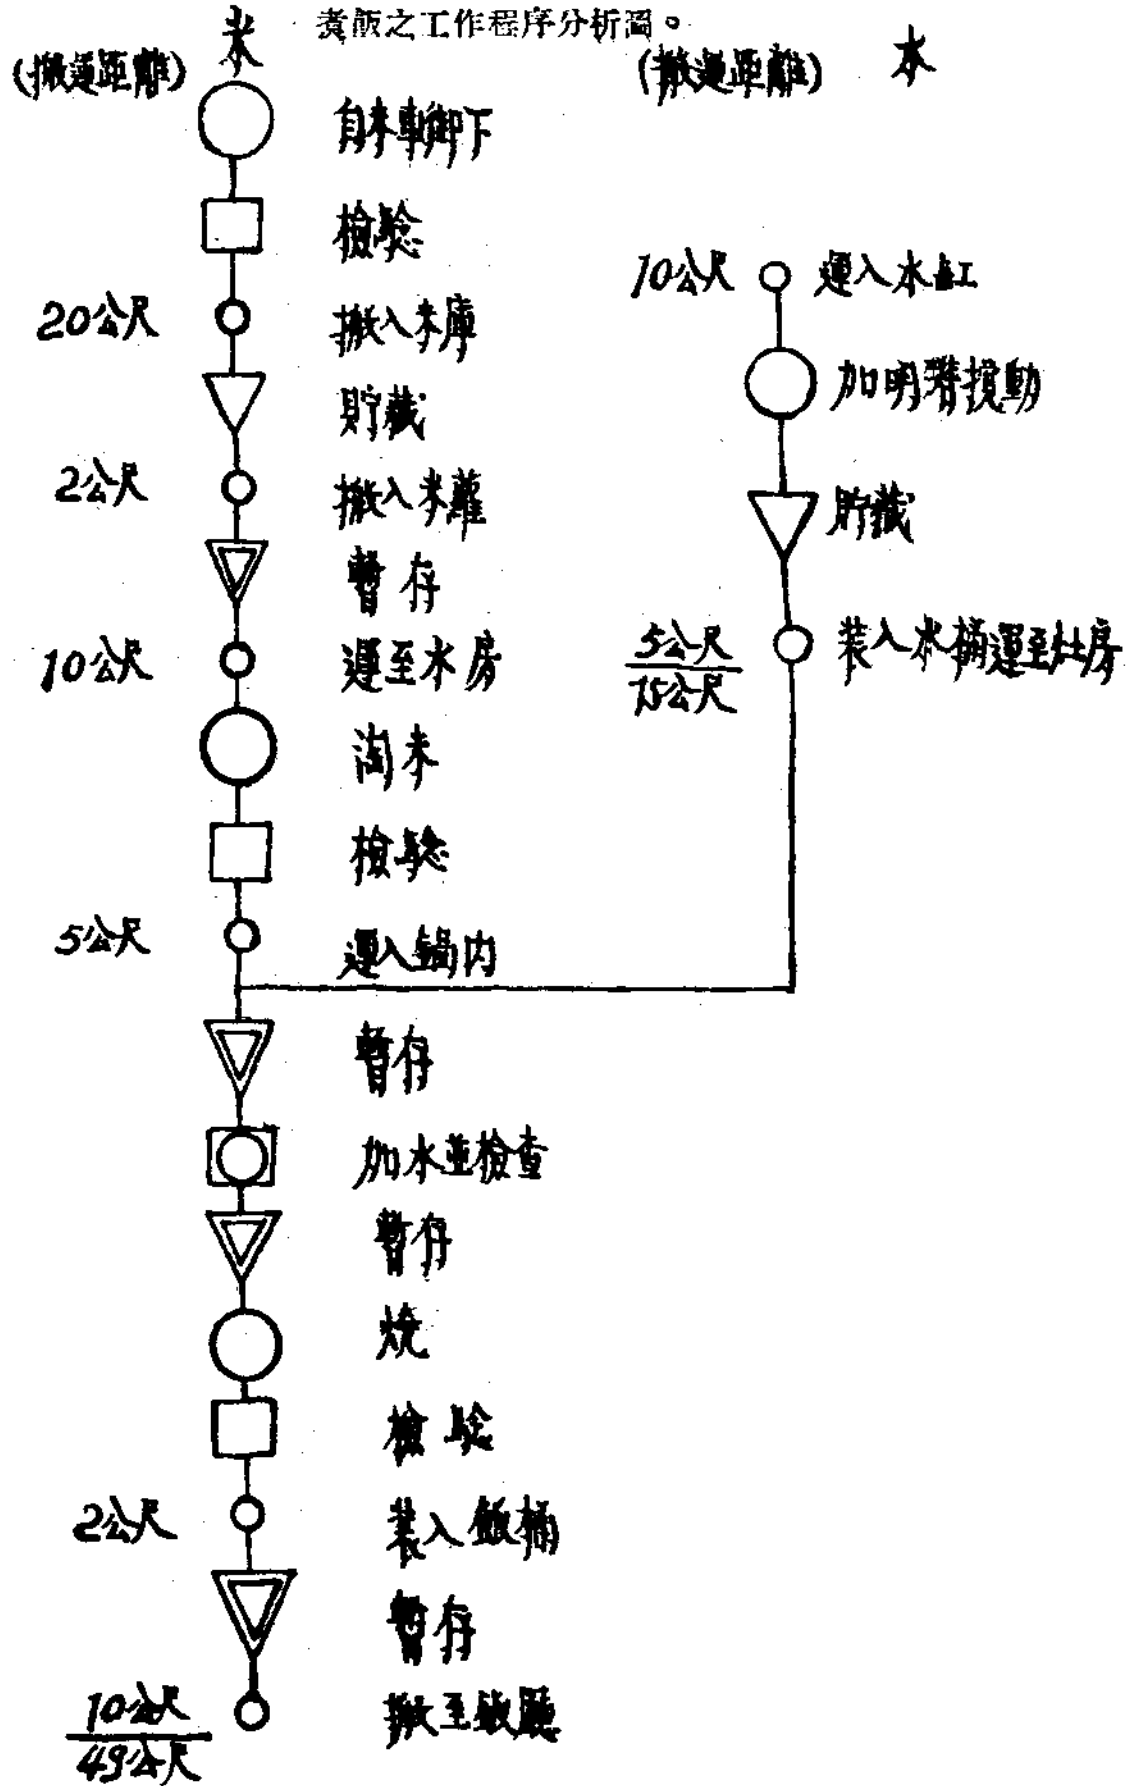 煮飯之工作程序分析圖。
(搬運距離) 米
自米車卸下
檢驗
20公尺 搬入米庫
貯藏
2公尺 搬入米蘿
暫存
10公尺 運至水房
淘米
檢驗
5公尺 運入鍋内
暫存
加水並檢查
暫存
燒
檢驗
2公尺 裝入飯桶
暫存
10公尺 搬至飯廳
49公尺
(搬運距離) 水
10公尺 運入水缸
加明礬攪動
貯藏
5公尺 装入水桶運至灶房
15公尺